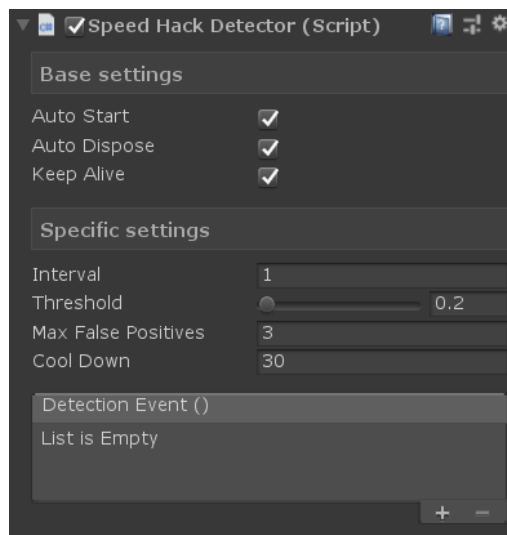 Speed Hack Detector (Script)
Base settings
Auto Start
Auto Dispose
Keep Alive
Specific settings
Interval 1
Threshold 0.2
Max False Positives 3
Cool Down 30
Detection Event ()
List is Empty
+ −